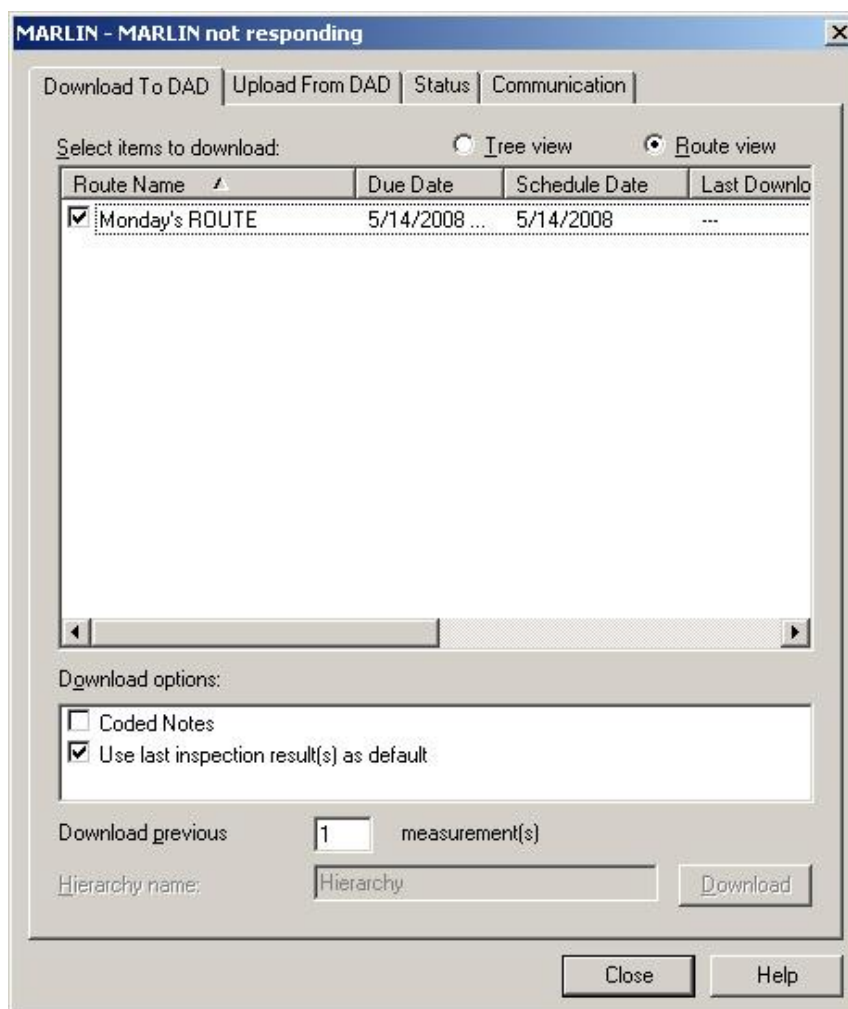 MARLIN - MARLIN not responding
Download To DAD Upload From DAD Status Communication
Select items to download: Tree view Route view
Route Name Due Date Schedule Date Last Downlo
Monday's ROUTE 5/14/2008 ... 5/14/2008 ---
Download options:
Coded Notes
Use last inspection result(s) as default
Download previous 1 measurement(s)
Hierarchy name: Hierarchy Download
Close Help